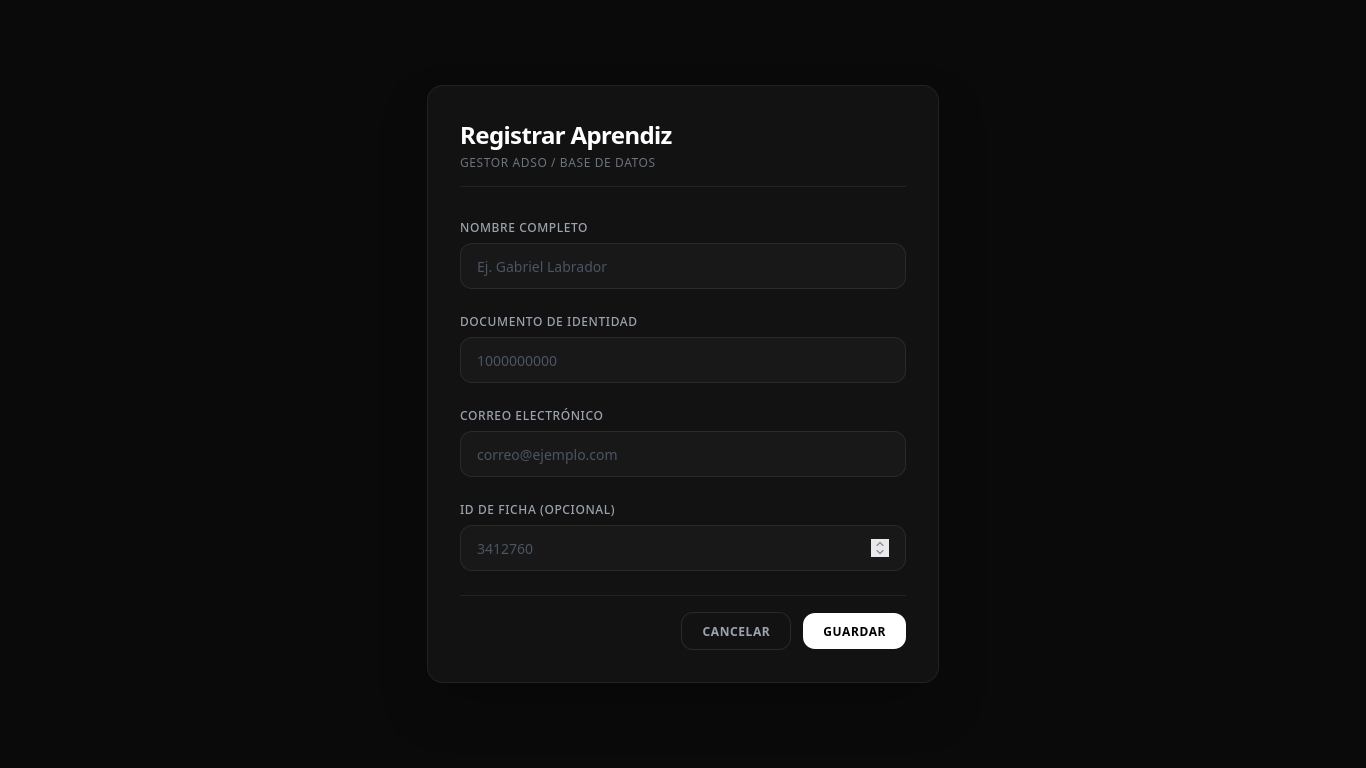 Registrar Aprendiz
GESTOR ADSO / BASE DE DATOS
NOMBRE COMPLETO
Ej. Gabriel Labrador
DOCUMENTO DE IDENTIDAD
1000000000
CORREO ELECTRÓNICO
correo@ejemplo.com
ID DE FICHA (OPCIONAL)
3412760
CANCELAR GUARDAR